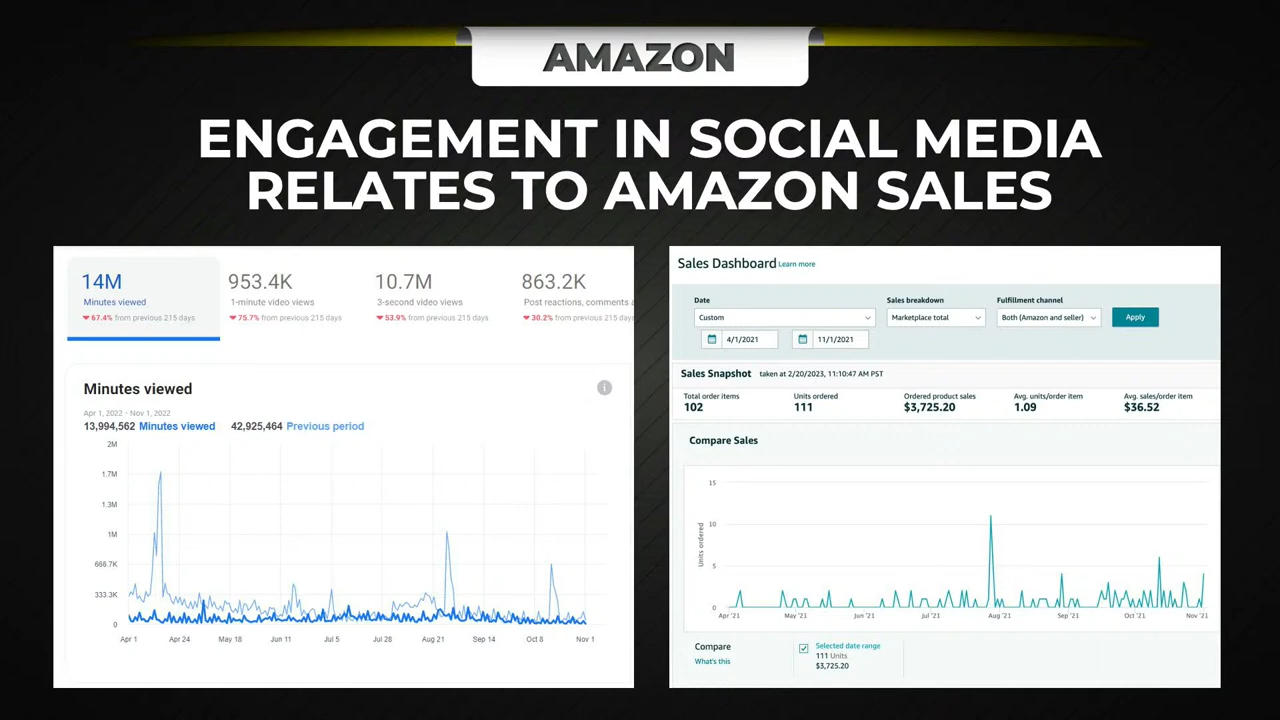 AMAZON
ENGAGEMENT IN SOCIAL MEDIA
RELATES TO AMAZON SALES
14M
Minutes viewed
67.4% from previous 215 days
953.4K
1-minute video views
75.7% from previous 215 days
10.7M
3-second video views
53.9% from previous 215 days
863.2K
Post reactions, comments
30.2% from previous 215 days
Minutes viewed
Apr 1, 2022 - Nov 1, 2022
13,994,562 Minutes viewed 42,925,464 Previous period
2M
1.7M
1.3M
1M
666.7K
333.3K
0
Apr 1 Apr 24 May 18 Jun 11 Jul 5 Jul 28 Aug 21 Sep 14 Oct 8 Nov 1
Sales Dashboard Learn more
Date Sales breakdown Fulfillment channel
Custom Marketplace total Both (Amazon and seller) Apply
4/1/2021 11/1/2021
Sales Snapshot taken at 2/20/2023, 11:10:47 AM PST
Total order items Units ordered Ordered product sales Avg. units/order item Avg. sales/order item
102 111 $3,725.20 1.09 $36.52
Compare Sales
15
10
5
0
Units ordered
Apr '21 May '21 Jun '21 Jul '21 Aug '21 Sep '21 Oct '21 Nov '21
Compare
What's this
Selected date range
111 Units
$3,725.20